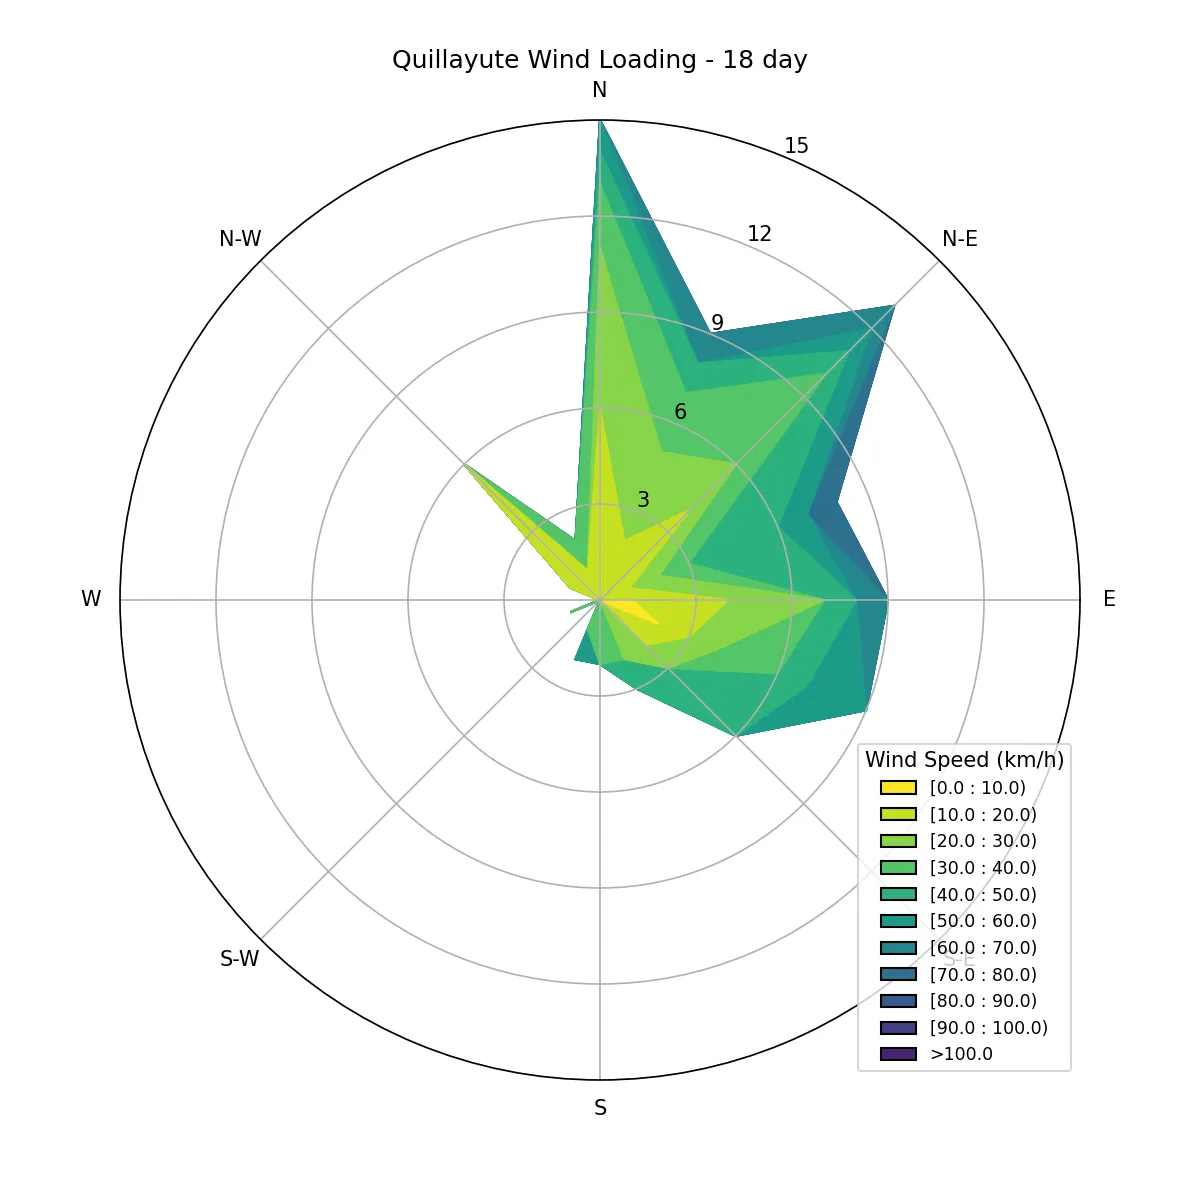 Quillayute Wind Loading - 18 day
N
15
N-W
12
N-E
9
6
3
W
E
Wind Speed (km/h)
[0.0 : 10.0)
[10.0 : 20.0)
[20.0 : 30.0)
[30.0 : 40.0)
[40.0 : 50.0)
[50.0 : 60.0)
[60.0 : 70.0)
S-W
S-E
[70.0 : 80.0)
[80.0 : 90.0)
[90.0 : 100.0)
>100.0
S